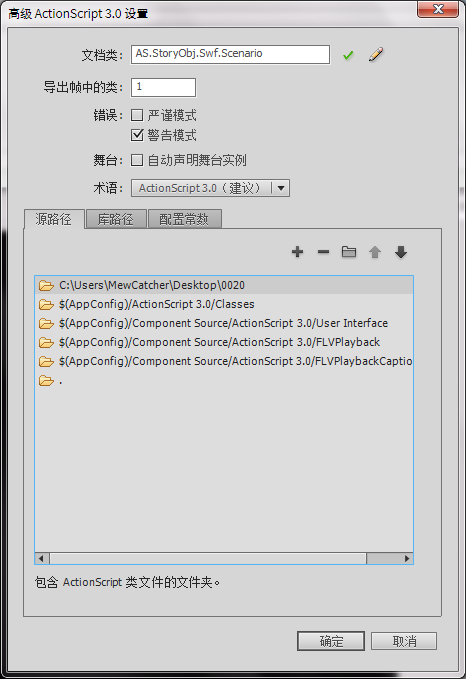 高级 ActionScript 3.0 设置
文档类： AS.StoryObj.Swf.Scenario
导出帧中的类： 1
错误： 严谨模式
警告模式
舞台： 自动声明舞台实例
术语： ActionScript 3.0（建议）
源路径 库路径 配置常数
C:\Users\MewCatcher\Desktop\0020
$(AppConfig)/ActionScript 3.0/Classes
$(AppConfig)/Component Source/ActionScript 3.0/User Interface
$(AppConfig)/Component Source/ActionScript 3.0/FLVPlayback
$(AppConfig)/Component Source/ActionScript 3.0/FLVPlaybackCaptio
.
包含 ActionScript 类文件的文件夹。
确定 取消